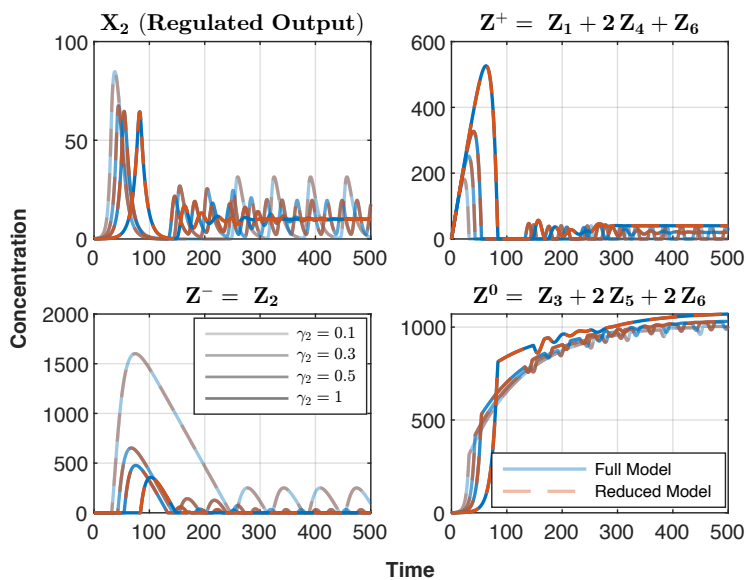 X₂ (Regulated Output)
Z⁺ = Z₁ + 2 Z₄ + Z₆
100
50
0
0 100 200 300 400 500
600
400
200
0
0 100 200 300 400 500
Concentration
Z⁻ = Z₂
Z⁰ = Z₃ + 2 Z₅ + 2 Z₆
2000
1500
1000
500
0
0 100 200 300 400 500
γ₂ = 0.1
γ₂ = 0.3
γ₂ = 0.5
γ₂ = 1
1000
500
0
0 100 200 300 400 500
Full Model
Reduced Model
Time